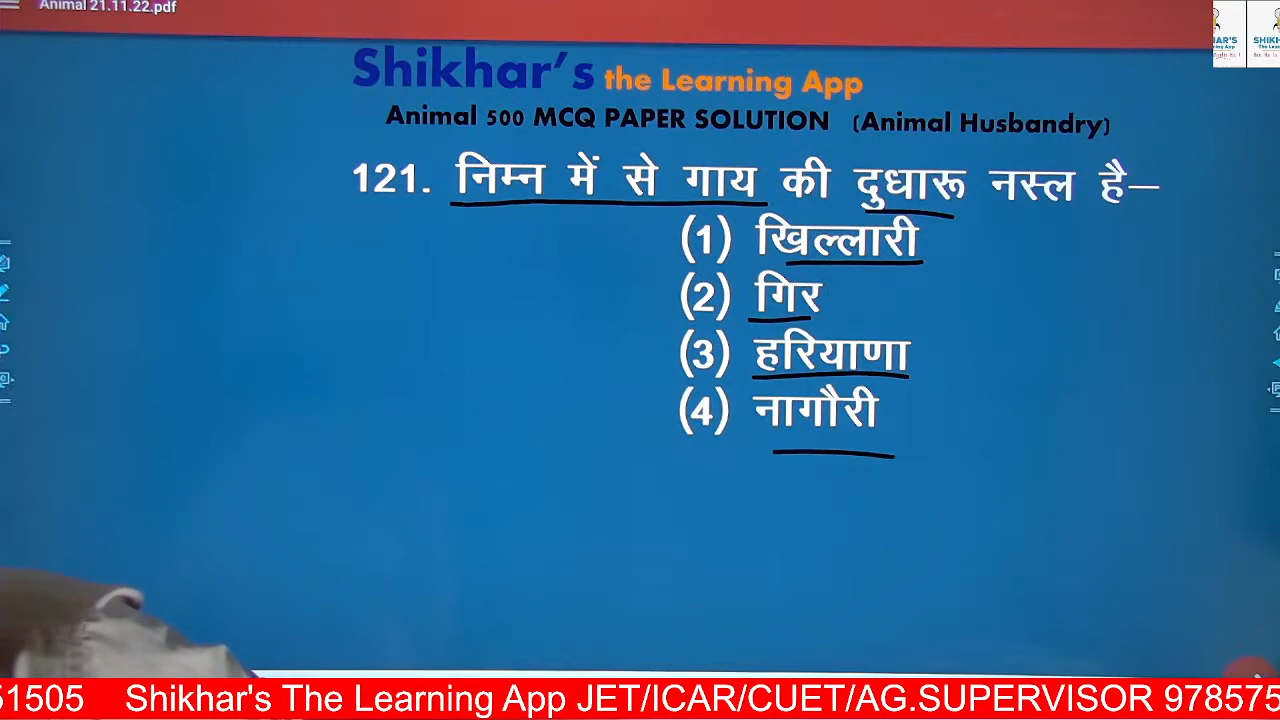 Animal 21.11.22.pdf
Shikhar's the Learning App
Animal 500 MCQ PAPER SOLUTION (Animal Husbandry)
121. निम्न में से गाय की दुधारू नस्ल है–
(1) खिल्लारी
(2) गिर
(3) हरियाणा
(4) नागौरी
51505 Shikhar's The Learning App JET/ICAR/CUET/AG.SUPERVISOR 978575